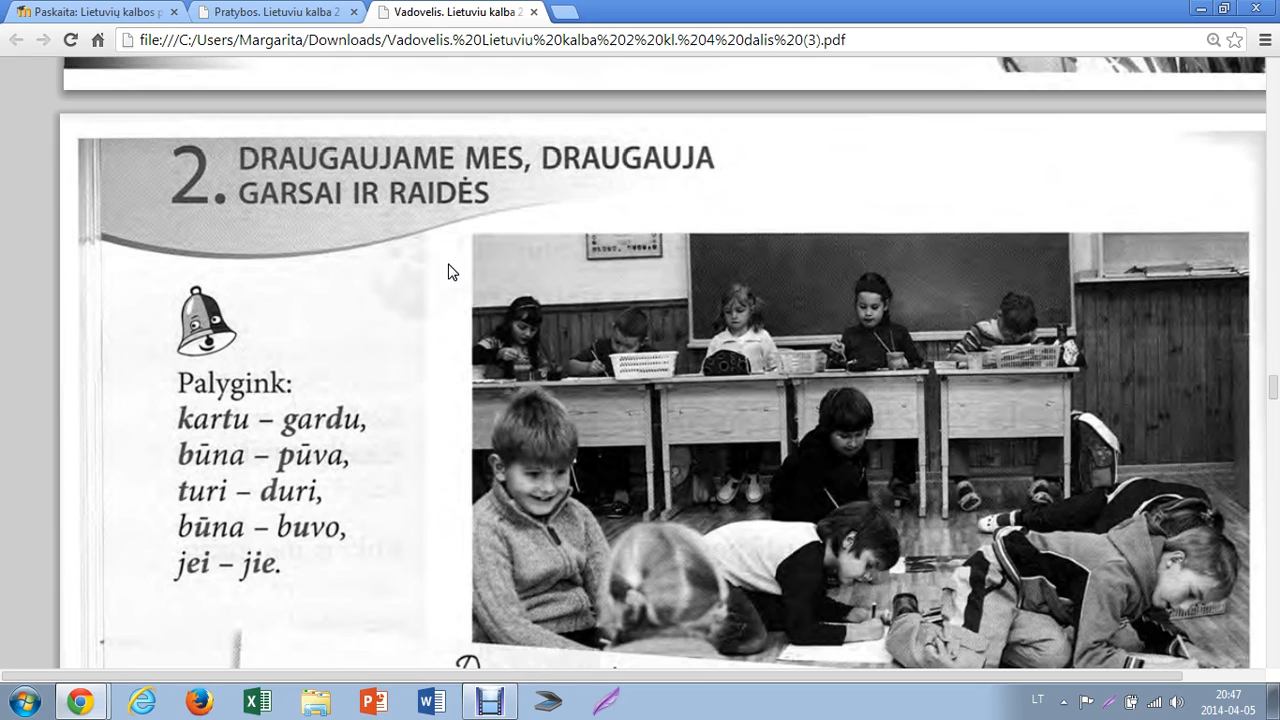 Paskaita: Lietuvių kalbos p
Pratybos. Lietuviu kalba 2
Vadovelis. Lietuviu kalba 2
file:///C:/Users/Margarita/Downloads/Vadovelis.%20Lietuviu%20kalba%202%20kl.%204%20dalis%20(3).pdf
2. DRAUGAUJAME MES, DRAUGAUJA
GARSAI IR RAIDĖS
Palygink:
kartu – gardu,
būna – pūva,
turi – duri,
būna – buvo,
jei – jie.
LT
20:47
2014-04-05